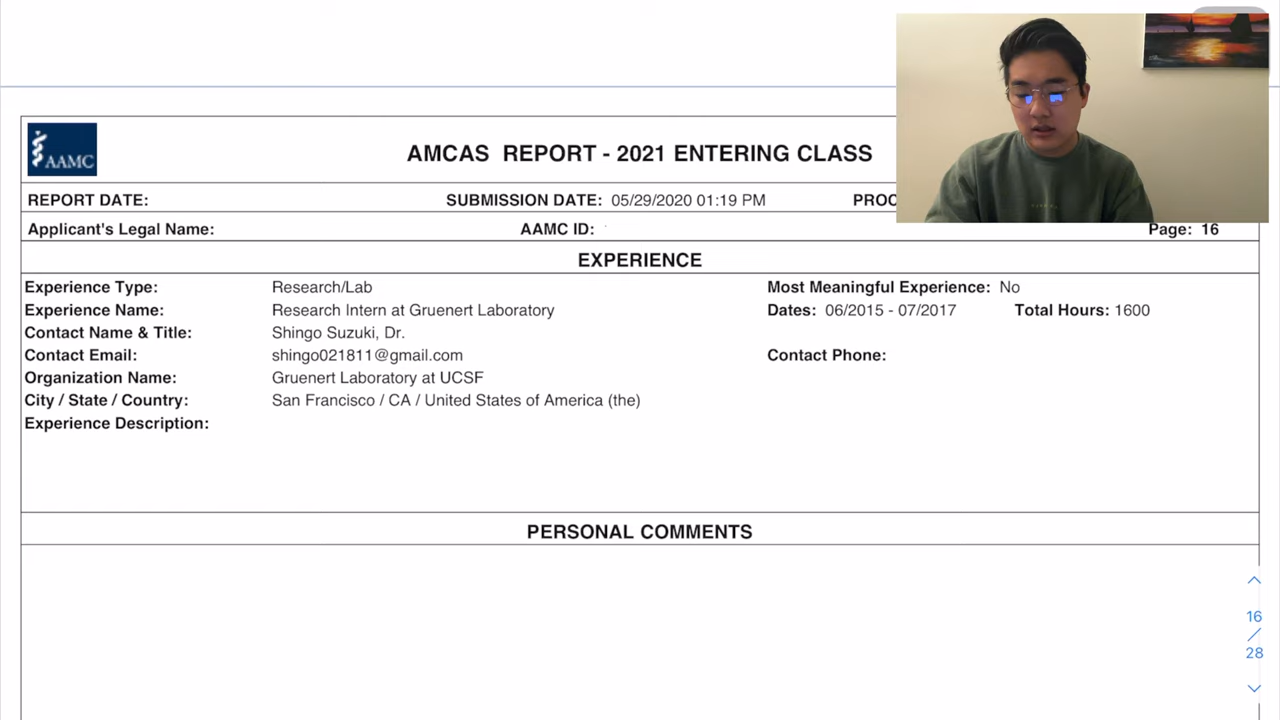 AAMC
AMCAS REPORT - 2021 ENTERING CLASS
REPORT DATE: SUBMISSION DATE: 05/29/2020 01:19 PM PROC
Applicant's Legal Name: AAMC ID: Page: 16
EXPERIENCE
Experience Type: Research/Lab Most Meaningful Experience: No
Experience Name: Research Intern at Gruenert Laboratory Dates: 06/2015 - 07/2017 Total Hours: 1600
Contact Name & Title: Shingo Suzuki, Dr.
Contact Email: shingo021811@gmail.com Contact Phone:
Organization Name: Gruenert Laboratory at UCSF
City / State / Country: San Francisco / CA / United States of America (the)
Experience Description:
PERSONAL COMMENTS
16
/
28